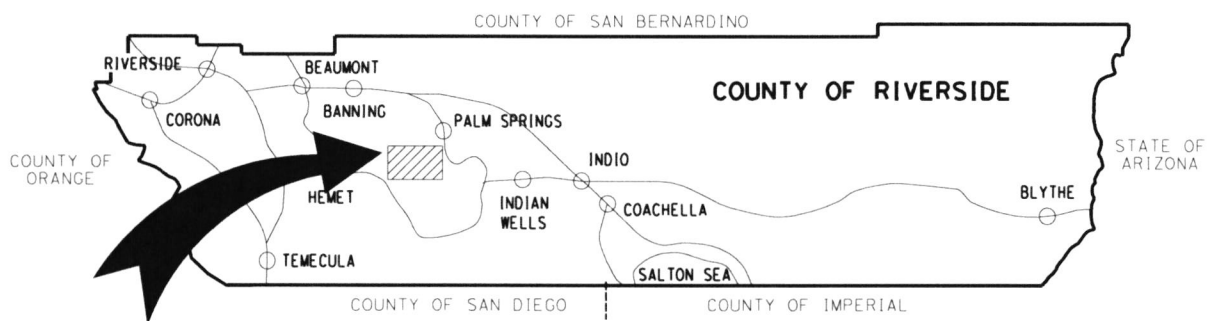 COUNTY OF SAN BERNARDINO
RIVERSIDE
BEAUMONT
COUNTY OF RIVERSIDE
BANNING
CORONA
PALM SPRINGS
COUNTY OF
ORANGE
STATE OF
ARIZONA
INDIO
HEMET
INDIAN
WELLS
COACHELLA
BLYTHE
TEMECULA
SALTON SEA
COUNTY OF SAN DIEGO
COUNTY OF IMPERIAL